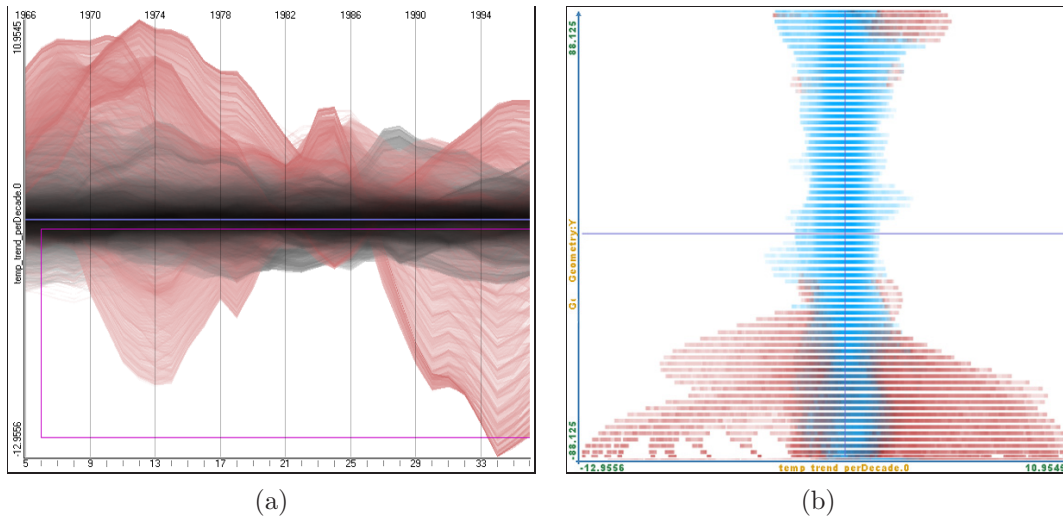 1966 1970 1974 1978 1982 1986 1990 1994
10.9545
temp_trend_perDecade.0
-12.9556
5 9 13 17 21 25 29 33
(a)
88.125
Geometry:Y
-88.125
-12.9556 temp_trend_perDecade.0 10.9545
(b)